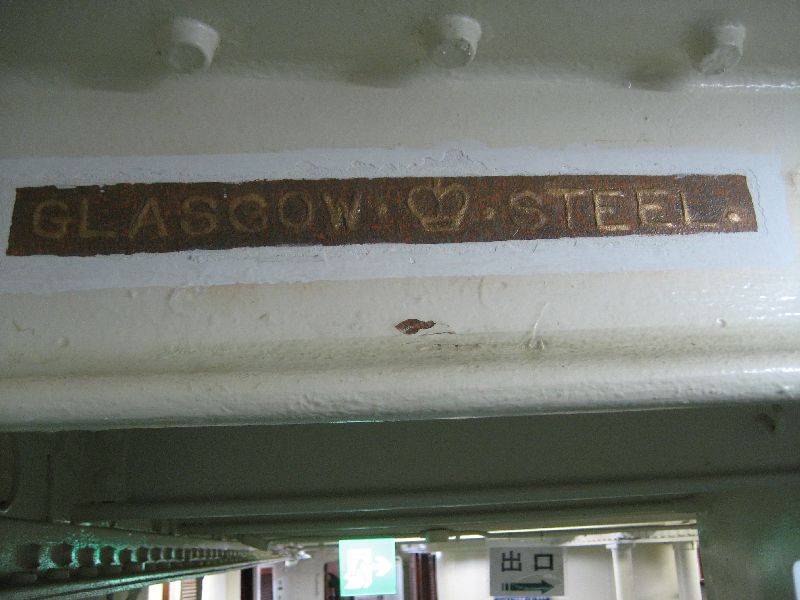 GLASGOW · · STEEL.
出口